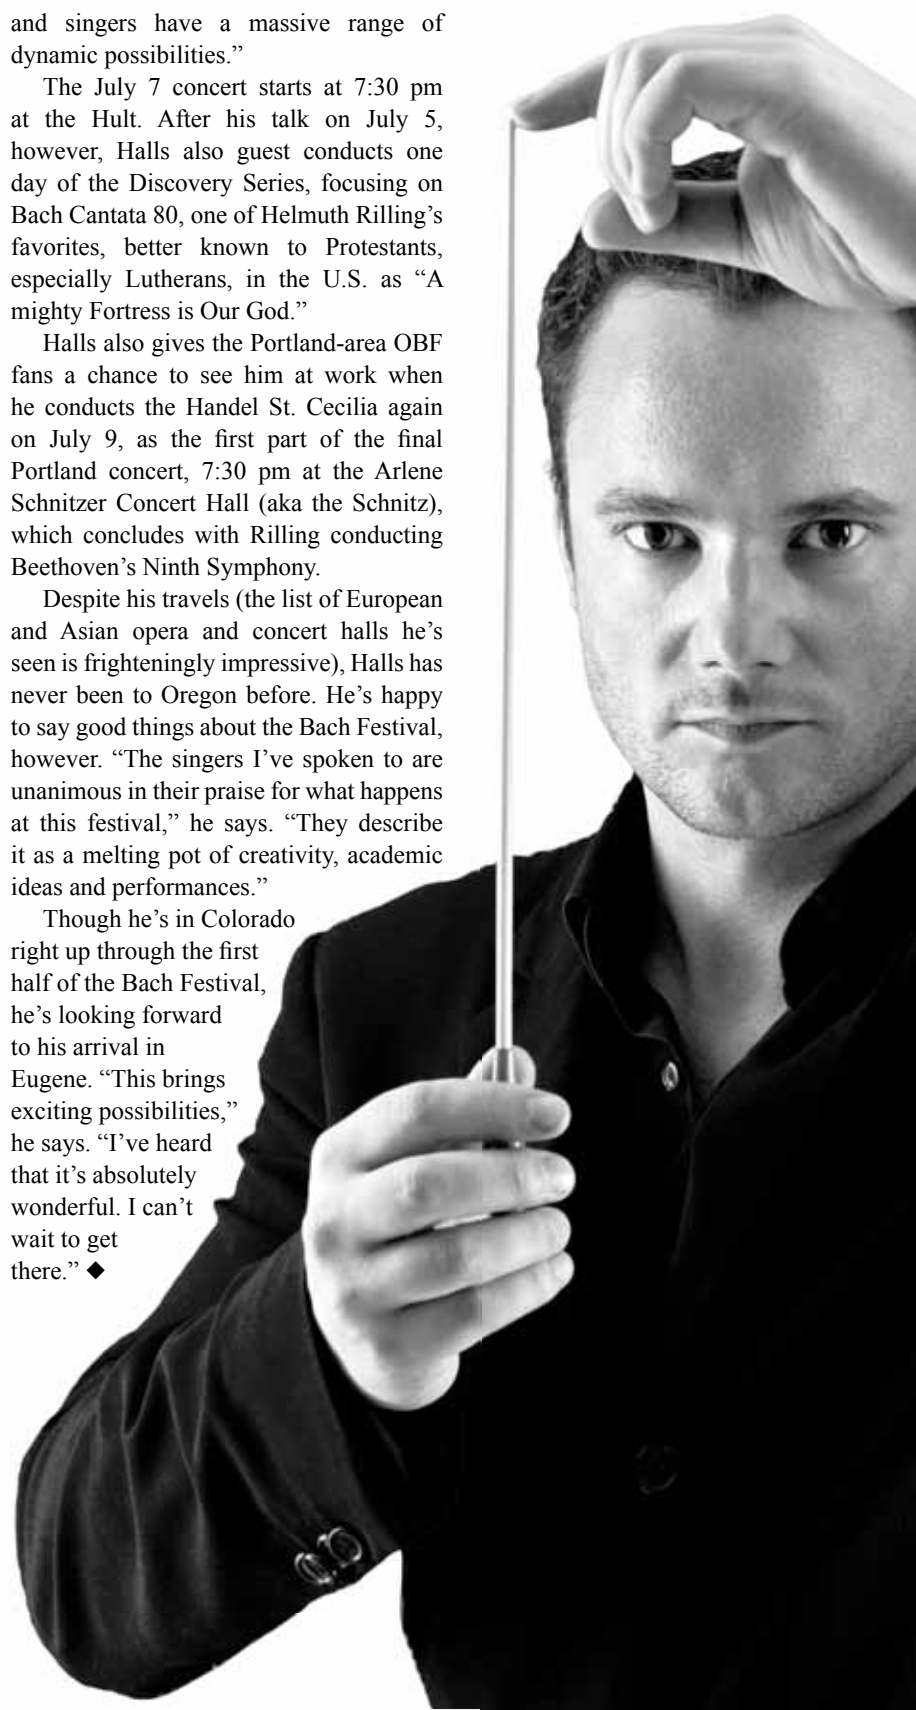 and singers have a massive range of
dynamic possibilities.”
The July 7 concert starts at 7:30 pm
at the Hult. After his talk on July 5,
however, Halls also guest conducts one
day of the Discovery Series, focusing on
Bach Cantata 80, one of Helmuth Rilling’s
favorites, better known to Protestants,
especially Lutherans, in the U.S. as “A
mighty Fortress is Our God.”
Halls also gives the Portland-area OBF
fans a chance to see him at work when
he conducts the Handel St. Cecilia again
on July 9, as the first part of the final
Portland concert, 7:30 pm at the Arlene
Schnitzer Concert Hall (aka the Schnitz),
which concludes with Rilling conducting
Beethoven’s Ninth Symphony.
Despite his travels (the list of European
and Asian opera and concert halls he’s
seen is frighteningly impressive), Halls has
never been to Oregon before. He’s happy
to say good things about the Bach Festival,
however. “The singers I’ve spoken to are
unanimous in their praise for what happens
at this festival,” he says. “They describe
it as a melting pot of creativity, academic
ideas and performances.”
Though he’s in Colorado
right up through the first
half of the Bach Festival,
he’s looking forward
to his arrival in
Eugene. “This brings
exciting possibilities,”
he says. “I’ve heard
that it’s absolutely
wonderful. I can’t
wait to get
there.” ◆